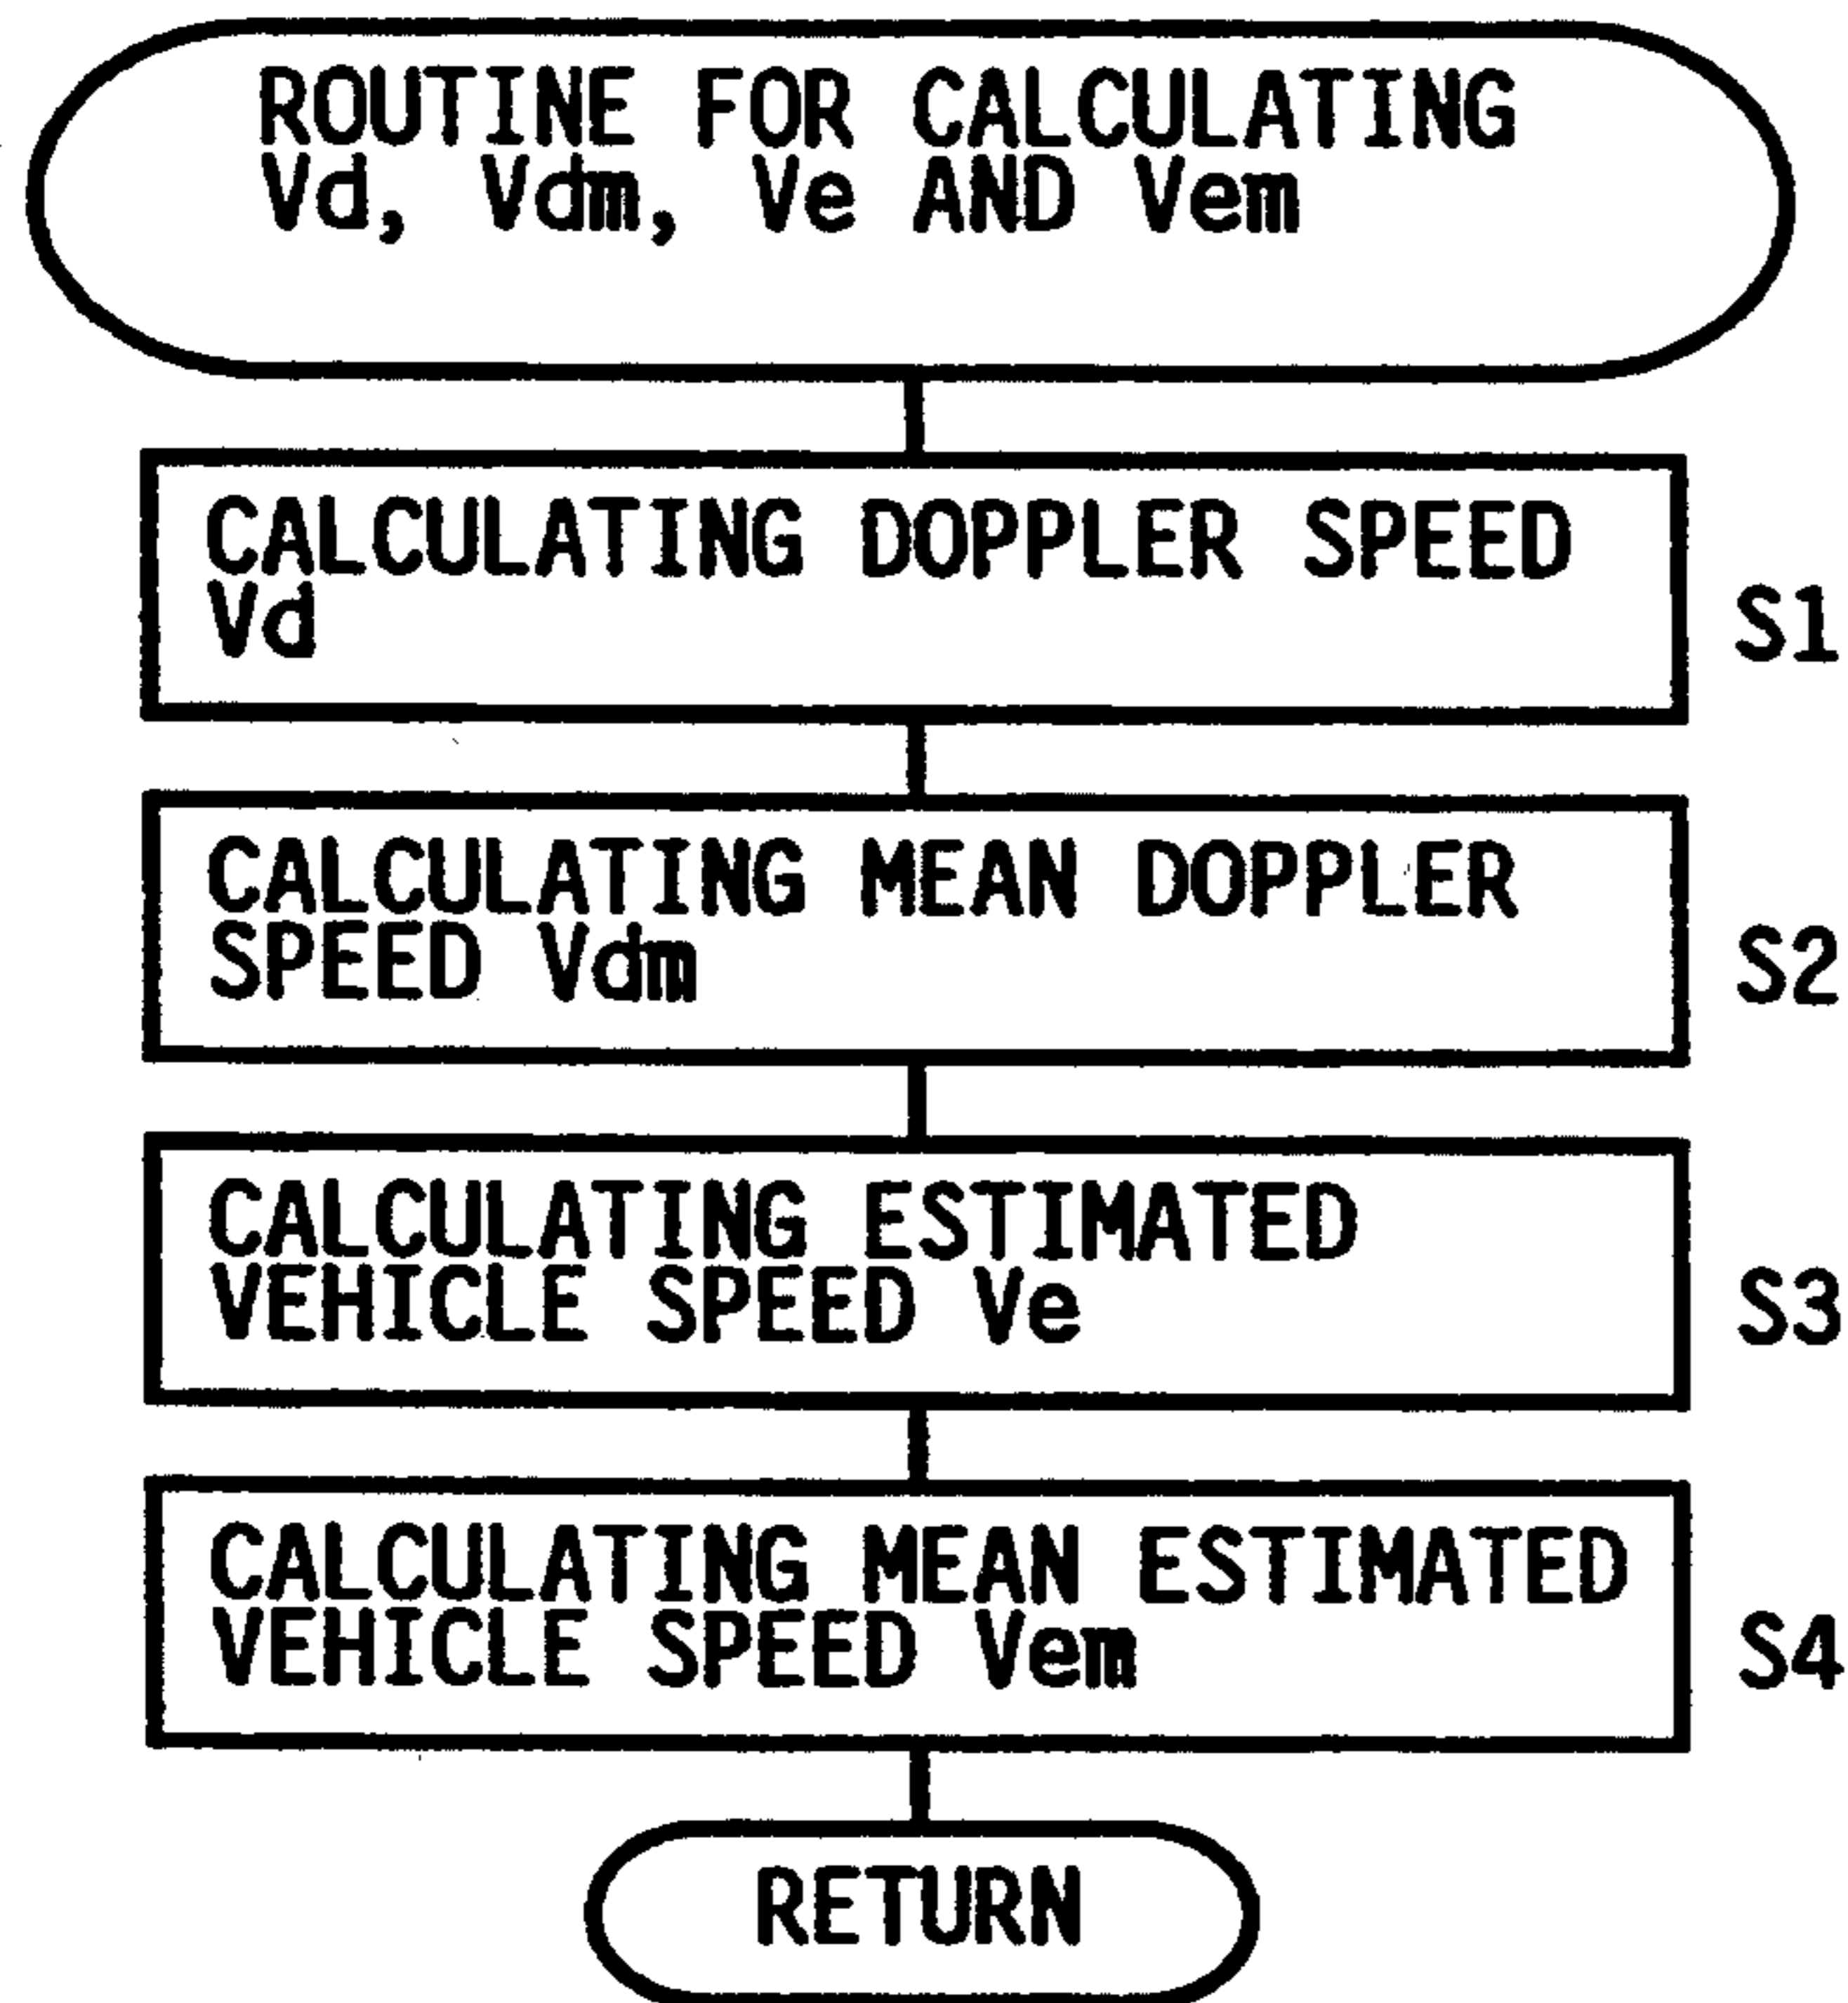 ROUTINE FOR CALCULATING
Vd, Vdm, Ve AND Vem
CALCULATING DOPPLER SPEED
Vd
S1
CALCULATING MEAN DOPPLER
SPEED Vdm
S2
CALCULATING ESTIMATED
VEHICLE SPEED Ve
S3
CALCULATING MEAN ESTIMATED
VEHICLE SPEED Vem
S4
RETURN